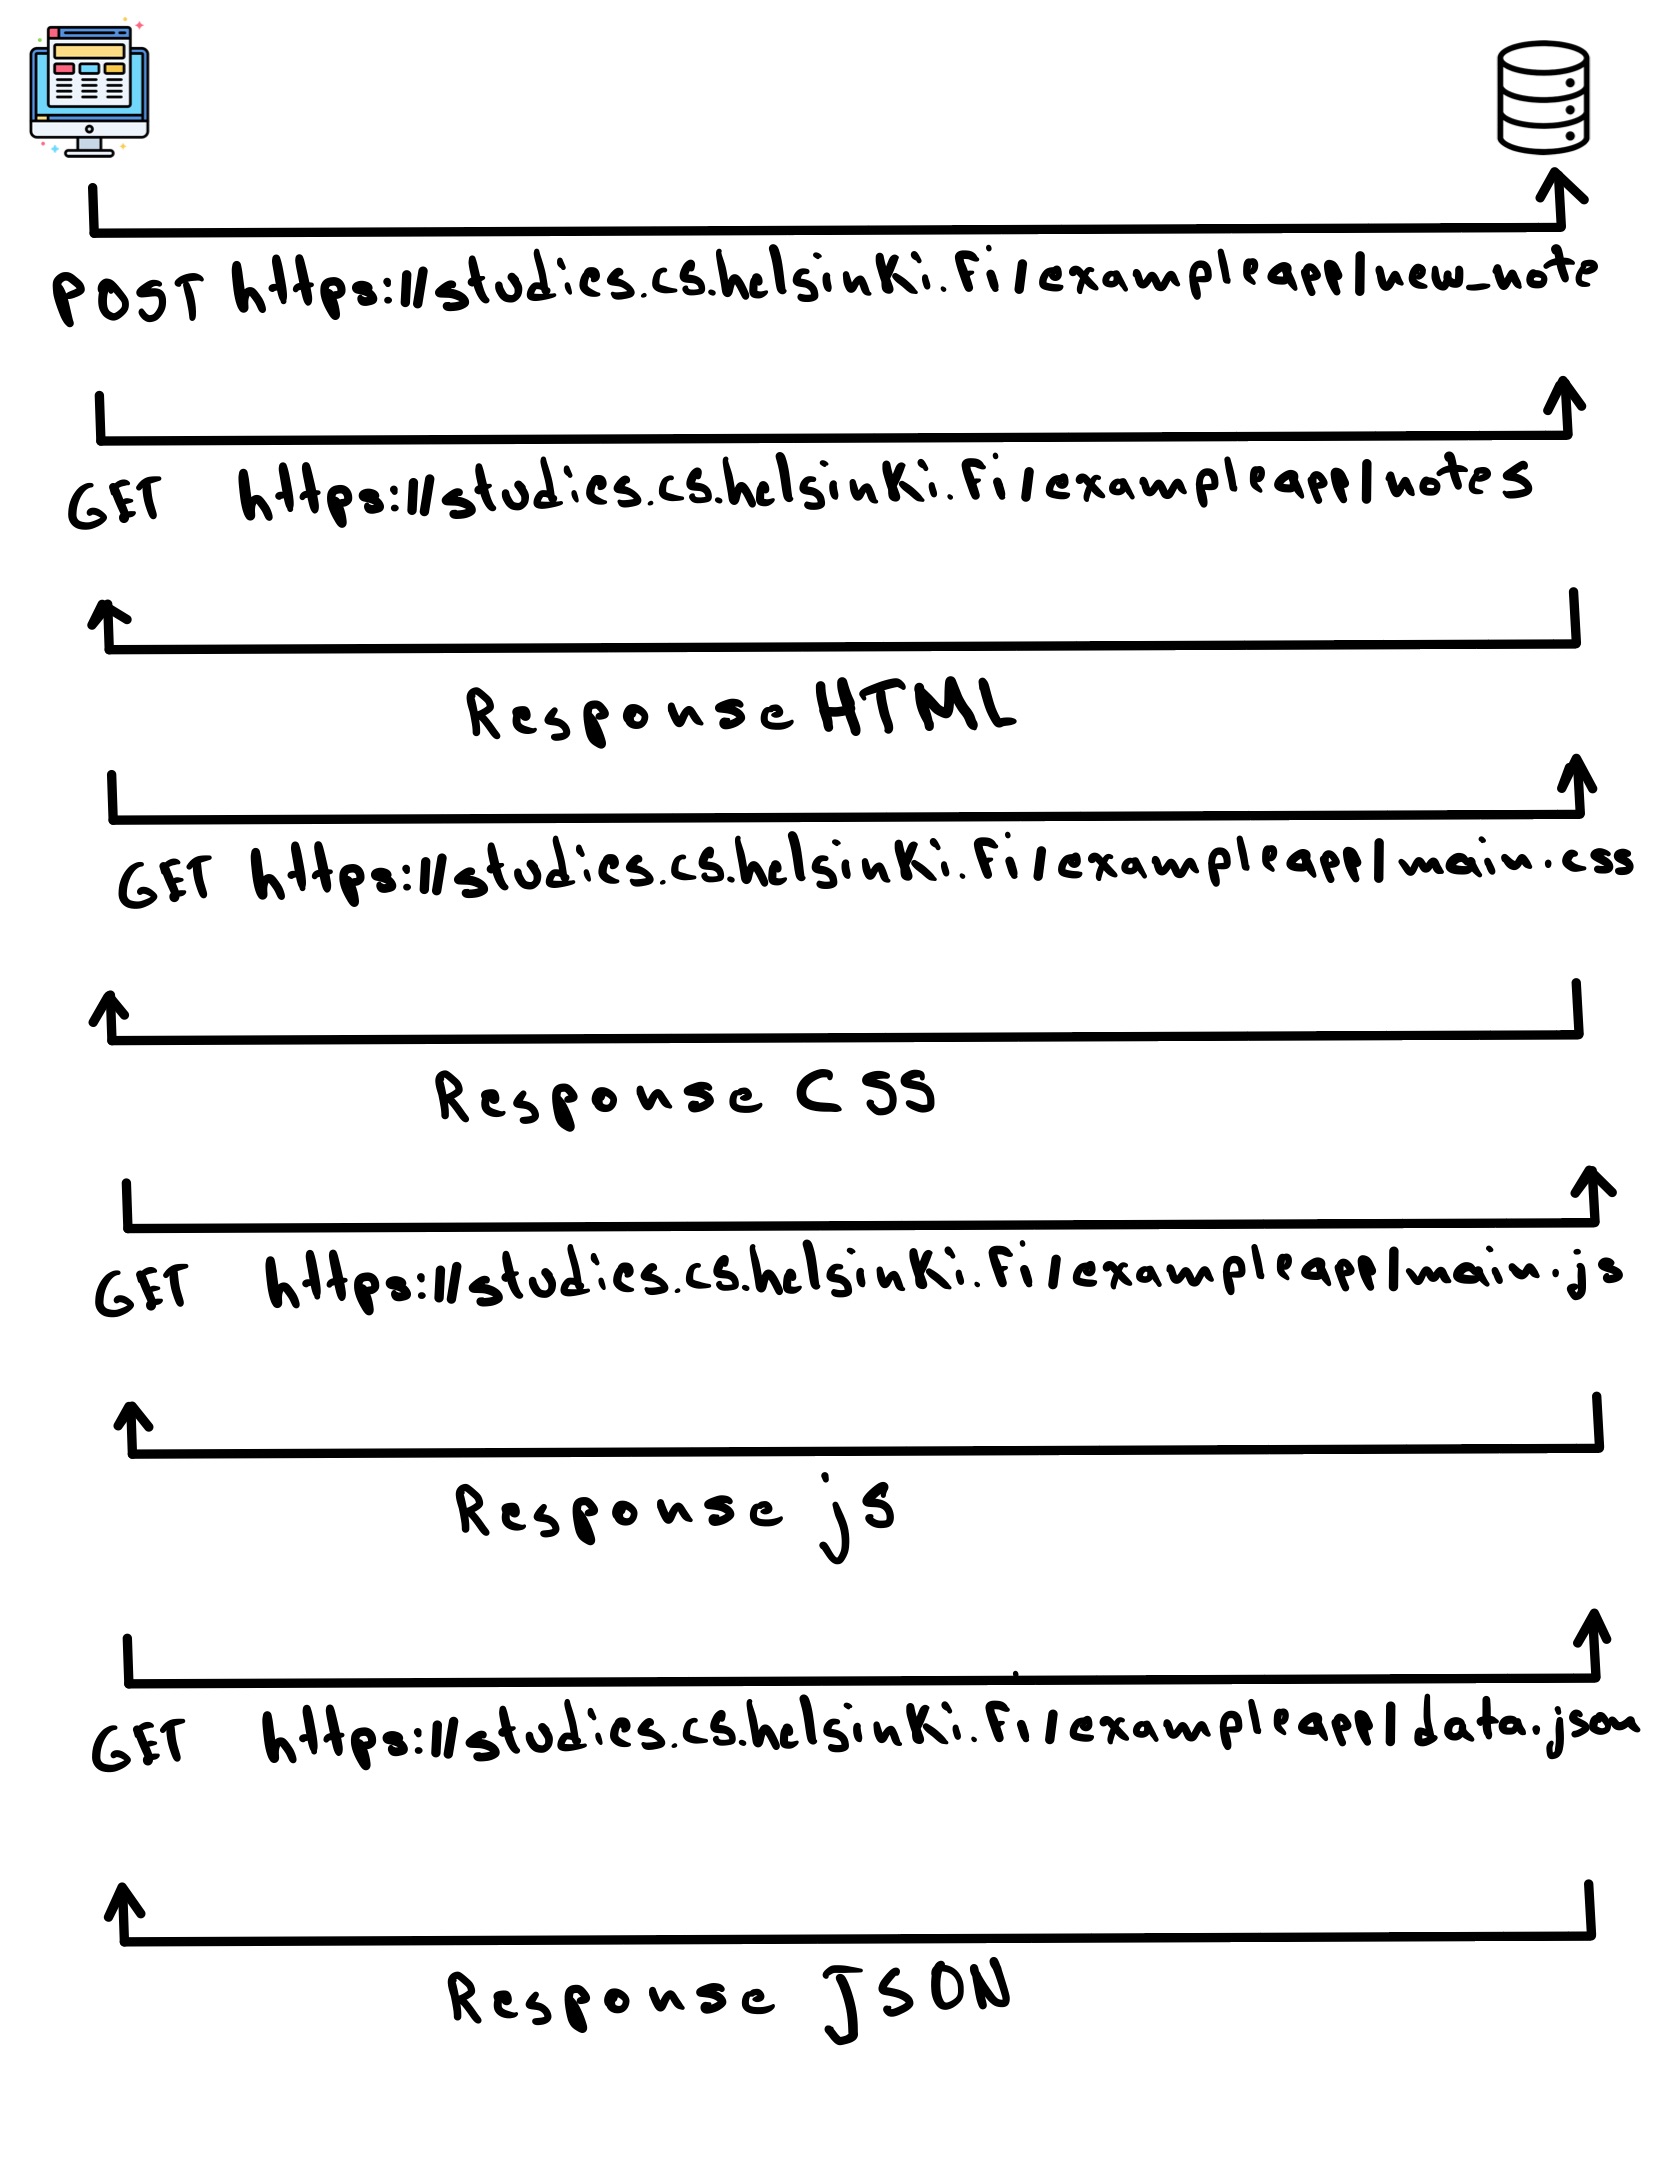 POST https://studies.cs.helsinki.fi/exampleapp/new_note
GET https://studies.cs.helsinki.fi/exampleapp/notes
Response HTML
GET https://studies.cs.helsinki.fi/exampleapp/main.css
Response CSS
GET https://studies.cs.helsinki.fi/exampleapp/main.js
Response js
GET https://studies.cs.helsinki.fi/exampleapp/data.json
Response JSON